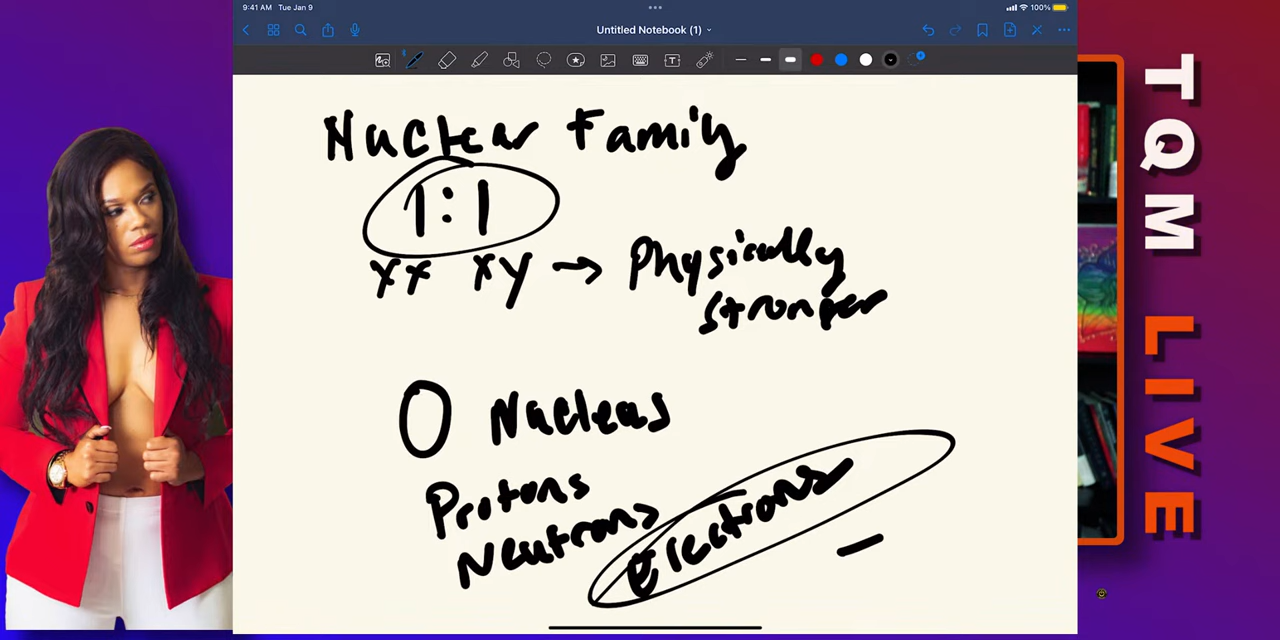 9:41 AM Tue Jan 9
100%
Untitled Notebook (1)
Nuclear Family
1:1
XX XY → Physically
stronger
O Nucleus
Protons
Neutrons
Electrons
–
TQM LIVE